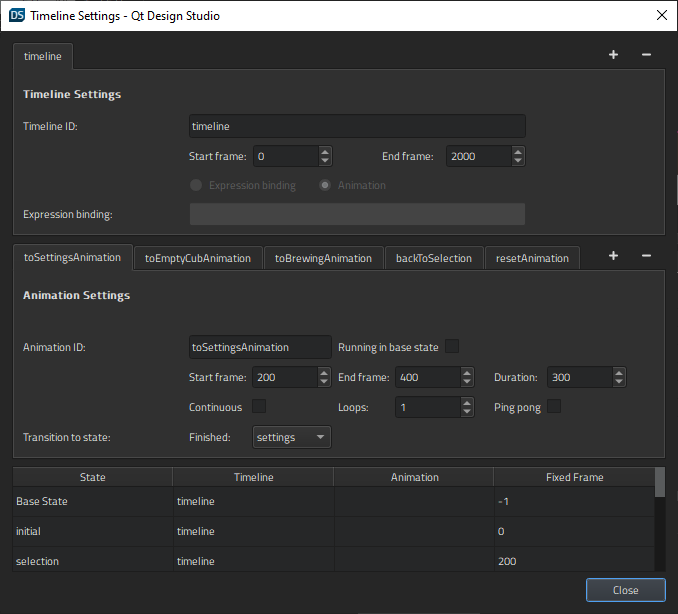 DS Timeline Settings - Qt Design Studio
timeline + −
Timeline Settings
Timeline ID: timeline
Start frame: 0 End frame: 2000
Expression binding Animation
Expression binding:
toSettingsAnimation toEmptyCubAnimation toBrewingAnimation backToSelection resetAnimation + −
Animation Settings
Animation ID: toSettingsAnimation Running in base state
Start frame: 200 End frame: 400 Duration: 300
Continuous Loops: 1 Ping pong
Transition to state: Finished: settings
State Timeline Animation Fixed Frame
Base State timeline -1
initial timeline 0
selection timeline 200
Close